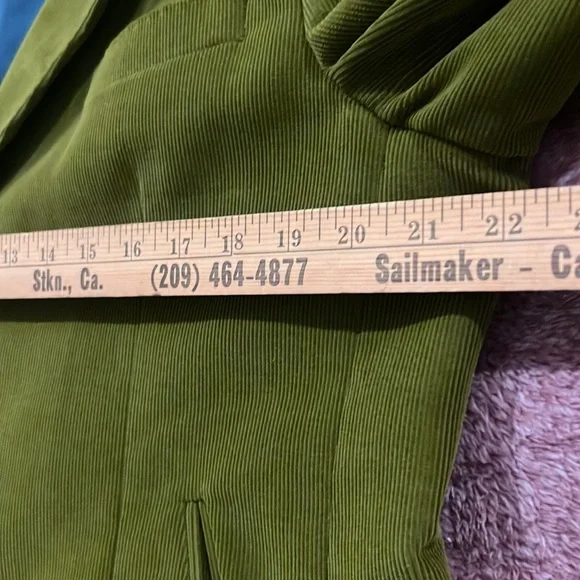 13 14 15 16 17 18 19 20 21 22
Stkn., Ca. (209) 464-4877 Sailmaker - Ca